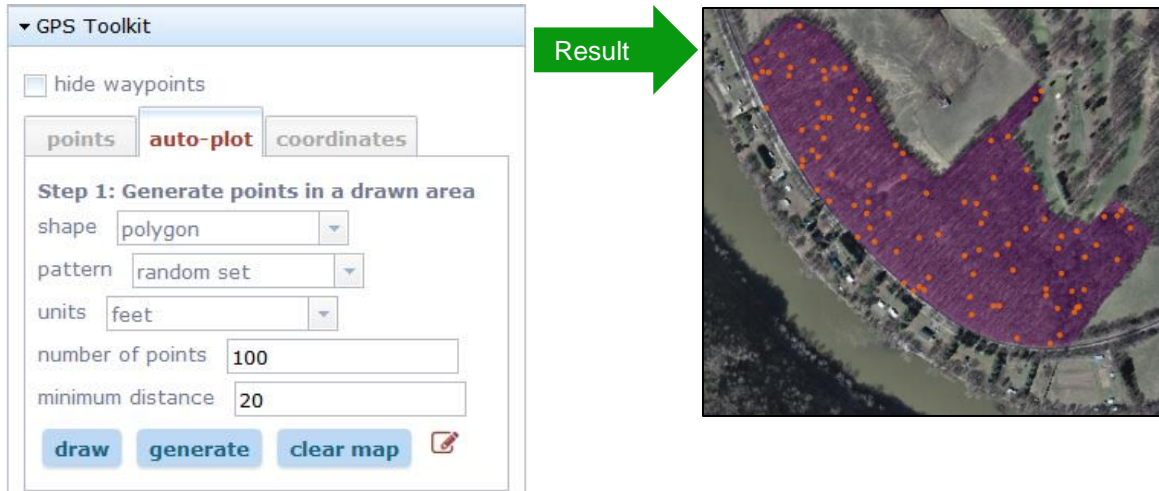 GPS Toolkit
Result
hide waypoints
points auto-plot coordinates
Step 1: Generate points in a drawn area
shape polygon
pattern random set
units feet
number of points 100
minimum distance 20
draw generate clear map